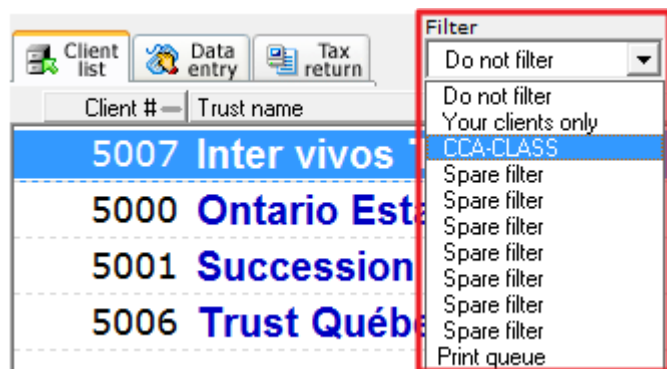 Filter
Client list
Data entry
Tax return
Do not filter
Client #
Trust name
Do not filter
Your clients only
CCA-CLASS
Spare filter
Spare filter
Spare filter
Spare filter
Spare filter
Spare filter
Spare filter
Print queue
5007 Inter vivos
5000 Ontario
5001 Succession
5006 Trust